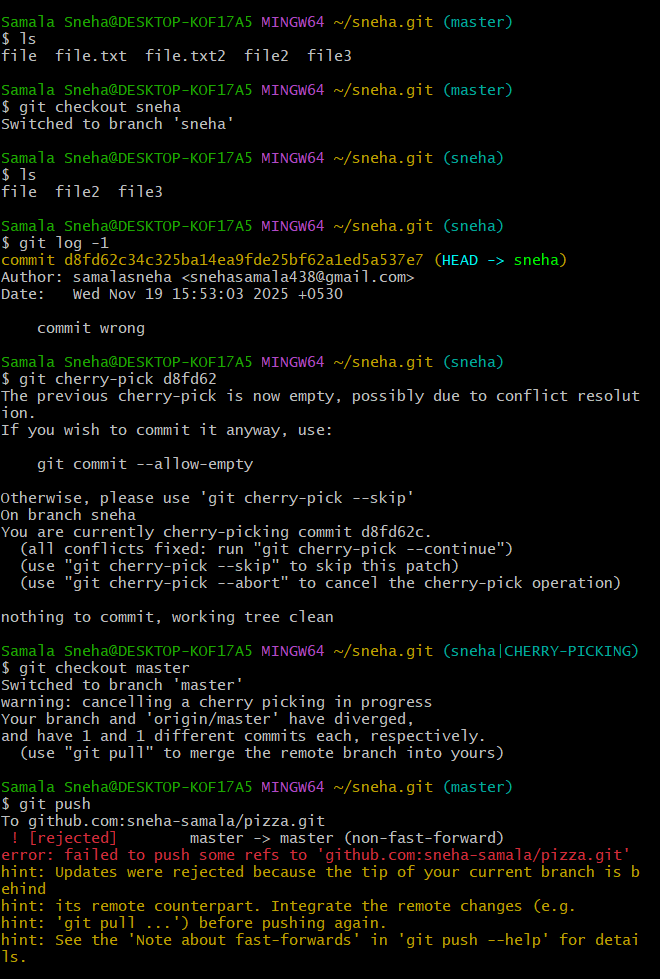 Samala Sneha@DESKTOP-KOF17A5 MINGW64 ~/sneha.git (master)
$ ls
file  file.txt  file.txt2  file2  file3
Samala Sneha@DESKTOP-KOF17A5 MINGW64 ~/sneha.git (master)
$ git checkout sneha
Switched to branch 'sneha'
Samala Sneha@DESKTOP-KOF17A5 MINGW64 ~/sneha.git (sneha)
$ ls
file  file2  file3
Samala Sneha@DESKTOP-KOF17A5 MINGW64 ~/sneha.git (sneha)
$ git log -1
commit d8fd62c34c325ba14ea9fde25bf62a1ed5a537e7 (HEAD -> sneha)
Author: samalasneha <snehasamala438@gmail.com>
Date:   Wed Nov 19 15:53:03 2025 +0530
    commit wrong
Samala Sneha@DESKTOP-KOF17A5 MINGW64 ~/sneha.git (sneha)
$ git cherry-pick d8fd62
The previous cherry-pick is now empty, possibly due to conflict resolut
ion.
If you wish to commit it anyway, use:
    git commit --allow-empty
Otherwise, please use 'git cherry-pick --skip'
On branch sneha
You are currently cherry-picking commit d8fd62c.
  (all conflicts fixed: run "git cherry-pick --continue")
  (use "git cherry-pick --skip" to skip this patch)
  (use "git cherry-pick --abort" to cancel the cherry-pick operation)
nothing to commit, working tree clean
Samala Sneha@DESKTOP-KOF17A5 MINGW64 ~/sneha.git (sneha|CHERRY-PICKING)
$ git checkout master
Switched to branch 'master'
warning: cancelling a cherry picking in progress
Your branch and 'origin/master' have diverged,
and have 1 and 1 different commits each, respectively.
  (use "git pull" to merge the remote branch into yours)
Samala Sneha@DESKTOP-KOF17A5 MINGW64 ~/sneha.git (master)
$ git push
To github.com:sneha-samala/pizza.git
 ! [rejected]        master -> master (non-fast-forward)
error: failed to push some refs to 'github.com:sneha-samala/pizza.git'
hint: Updates were rejected because the tip of your current branch is b
ehind
hint: its remote counterpart. Integrate the remote changes (e.g.
hint: 'git pull ...') before pushing again.
hint: See the 'Note about fast-forwards' in 'git push --help' for detai
ls.